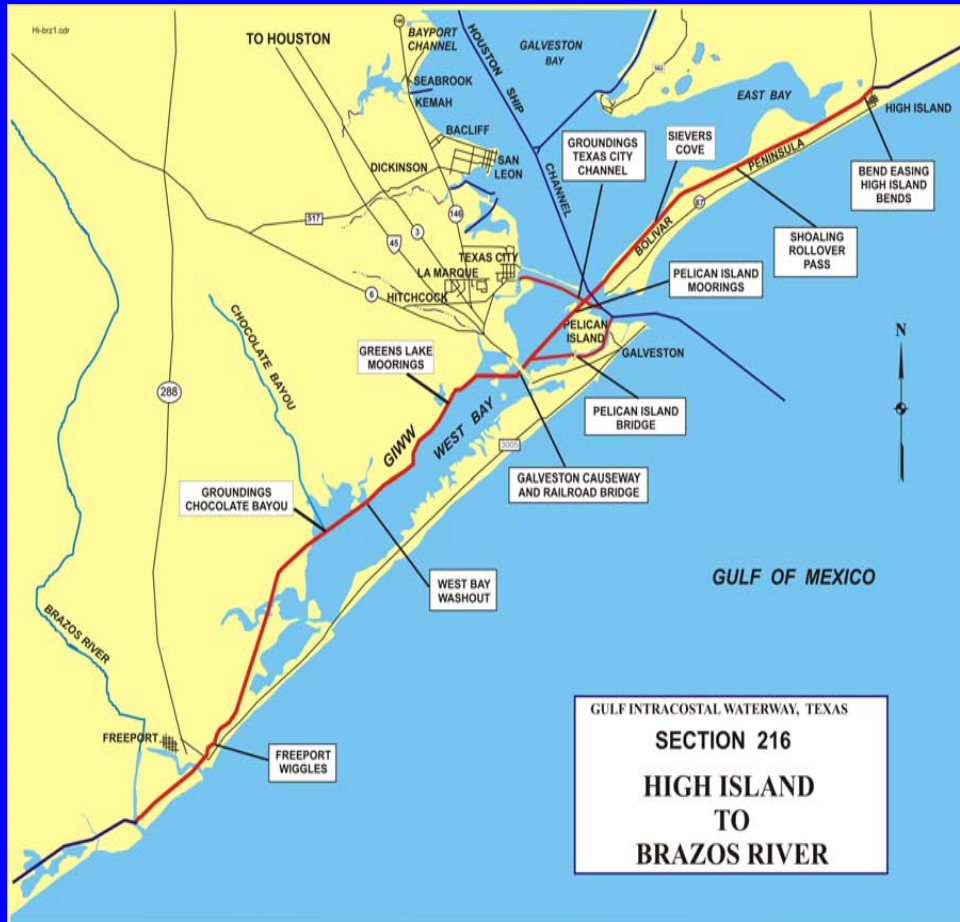 Hi-brz1.cdr
TO HOUSTON
146
BAYPORT
CHANNEL
SEABROOK
KEMAH
BACLIFF
DICKINSON
SAN
LEON
HOUSTON
SHIP
CHANNEL
GALVESTON
BAY
EAST BAY
HIGH ISLAND
GROUNDINGS
TEXAS CITY
CHANNEL
SIEVERS
COVE
BEND EASING
HIGH ISLAND
BENDS
BOLIVAR
PENINSULA
87
SHOALING
ROLLOVER
PASS
517
146
3
45
6
TEXAS CITY
LA MARQUE
HITCHCOCK
PELICAN ISLAND
MOORINGS
PELICAN
ISLAND
GALVESTON
CHOCOLATE BAYOU
GREENS LAKE
MOORINGS
288
GIWW
WEST BAY
3005
PELICAN ISLAND
BRIDGE
N
GALVESTON CAUSEWAY
AND RAILROAD BRIDGE
GROUNDINGS
CHOCOLATE BAYOU
WEST BAY
WASHOUT
GULF OF MEXICO
BRAZOS RIVER
FREEPORT
FREEPORT
WIGGLES
GULF INTRACOSTAL WATERWAY, TEXAS
SECTION 216
HIGH ISLAND
TO
BRAZOS RIVER